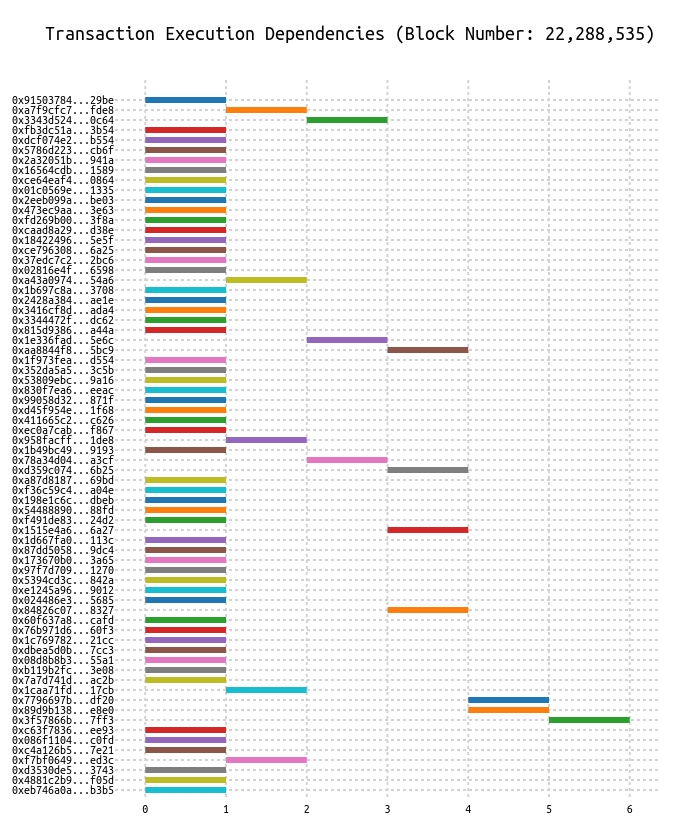 Transaction Execution Dependencies (Block Number: 22,288,535)
0x91503784...29be
0xa7f9cfc7...fde8
0x3343d524...0c64
0xfb3dc51a...3b54
0xdcf074e2...b554
0x5786d223...cb6f
0x2a32051b...941a
0x16564cdb...1589
0xce64eaf4...0864
0x01c0569e...1335
0x2eeb099a...be03
0x473ec9aa...3e63
0xfd269b00...3f8a
0xcaad8a29...d38e
0x18422496...5e5f
0xce796308...6a25
0x37edc7c2...2bc6
0x02816e4f...6598
0xa43a0974...54a6
0x1b697c8a...3708
0x2428a384...ae1e
0x3416cf8d...ada4
0x3344472f...dc62
0x815d9386...a44a
0x1e336fad...5e6c
0xaa8844f8...5bc9
0x1f973fea...d554
0x352da5a5...3c5b
0x53809ebc...9a16
0x830f7ea6...eeac
0x99058d32...871f
0xd45f954e...1f68
0x411665c2...c626
0xec0a7cab...f867
0x958facff...1de8
0x1b49bc49...9193
0x78a34d04...a3cf
0xd359c074...6b25
0xa87d8187...69bd
0xf36c59c4...a04e
0x198e1c6c...dbeb
0x54488890...88fd
0xf491de83...24d2
0x1515e4a6...6a27
0x1d667fa0...113c
0x87dd5058...9dc4
0x173670b0...3a65
0x97f7d709...1270
0x5394cd3c...842a
0xe1245a96...9012
0x024486e3...5685
0x84826c07...8327
0x60f637a8...cafd
0x76b971d6...60f3
0x1c769782...21cc
0xdbea5d0b...7cc3
0x08d8b8b3...55a1
0xb119b2fc...3e08
0x7a7d741d...ac2b
0x1caa71fd...17cb
0x7796697b...df20
0x89d9b138...e8e0
0x3f57866b...7ff3
0xc63f7836...ee93
0x086f1104...c0fd
0xc4a126b5...7e21
0xf7bf0649...ed3c
0xd3530de5...3743
0x4881c2b9...f05d
0xeb746a0a...b3b5
0 1 2 3 4 5 6